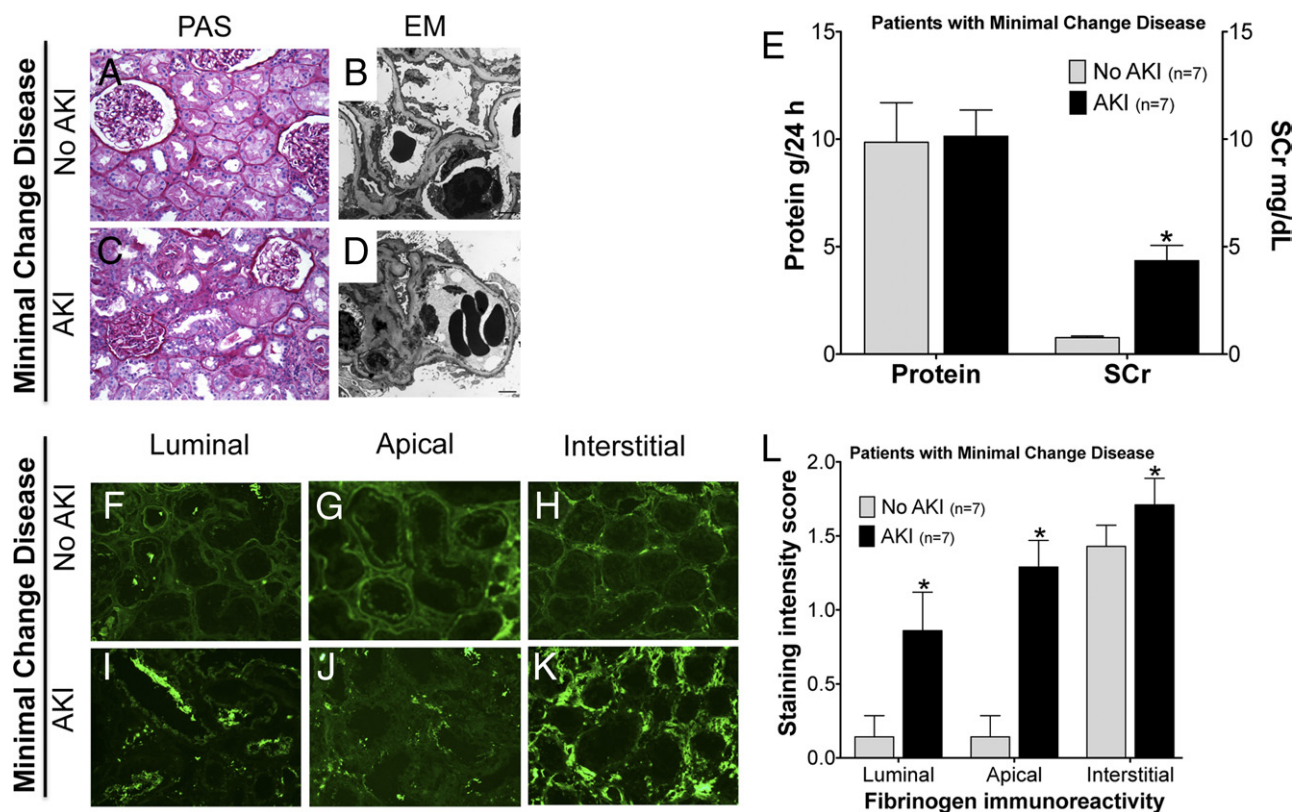 PAS
EM
Minimal Change Disease
No AKI
AKI
A
B
C
D
E
Patients with Minimal Change Disease
No AKI (n=7)
AKI (n=7)
Protein g/24 h
15
10
5
0
SCr mg/dL
15
10
5
0
*
Protein
SCr
Luminal
Apical
Interstitial
Minimal Change Disease
No AKI
AKI
F
G
H
I
J
K
L
Patients with Minimal Change Disease
No AKI (n=7)
AKI (n=7)
Staining intensity score
2.0
1.5
1.0
0.5
0.0
*
*
*
Luminal
Apical
Interstitial
Fibrinogen immunoreactivity